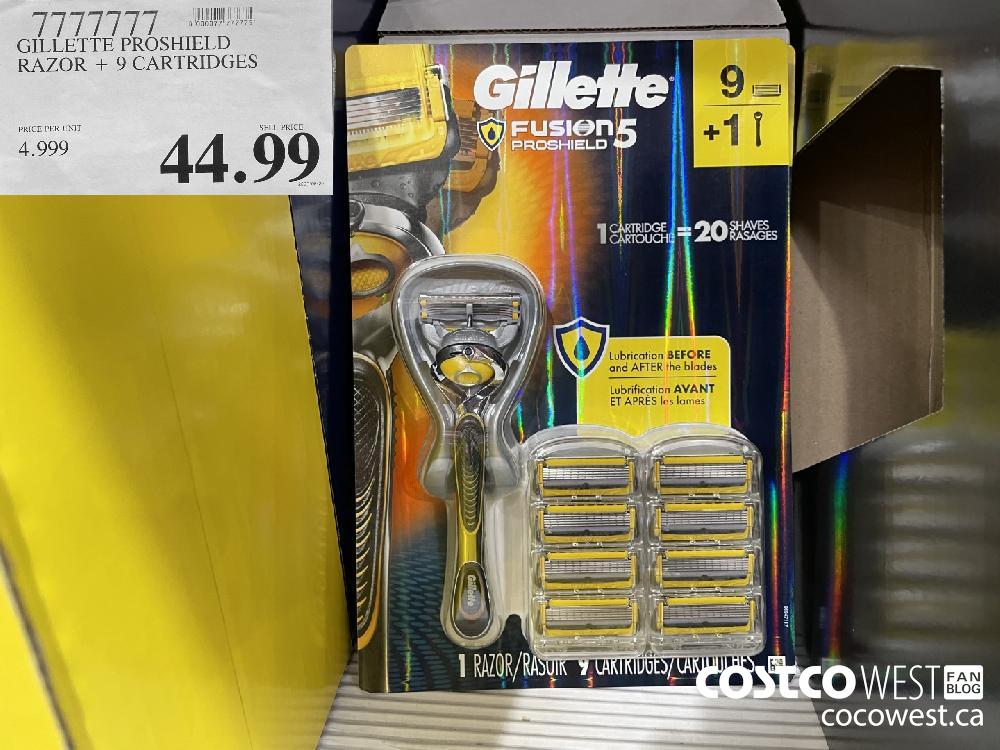 7777777
GILLETTE PROSHIELD
RAZOR + 9 CARTRIDGES
PRICE PER UNIT
4.999
SELL PRICE
44.99
Gillette
FUSION5
PROSHIELD
9
+1
1 CARTRIDGE CARTOUCHE = 20 SHAVES RASAGES
Lubrication BEFORE
and AFTER the blades
Lubrification AVANT
ET APRÈS les lames
Gillette
1 RAZOR/RASOIR 9 CARTRIDGES/CARTOUCHES
COSTCO WEST FAN BLOG
cocowest.ca